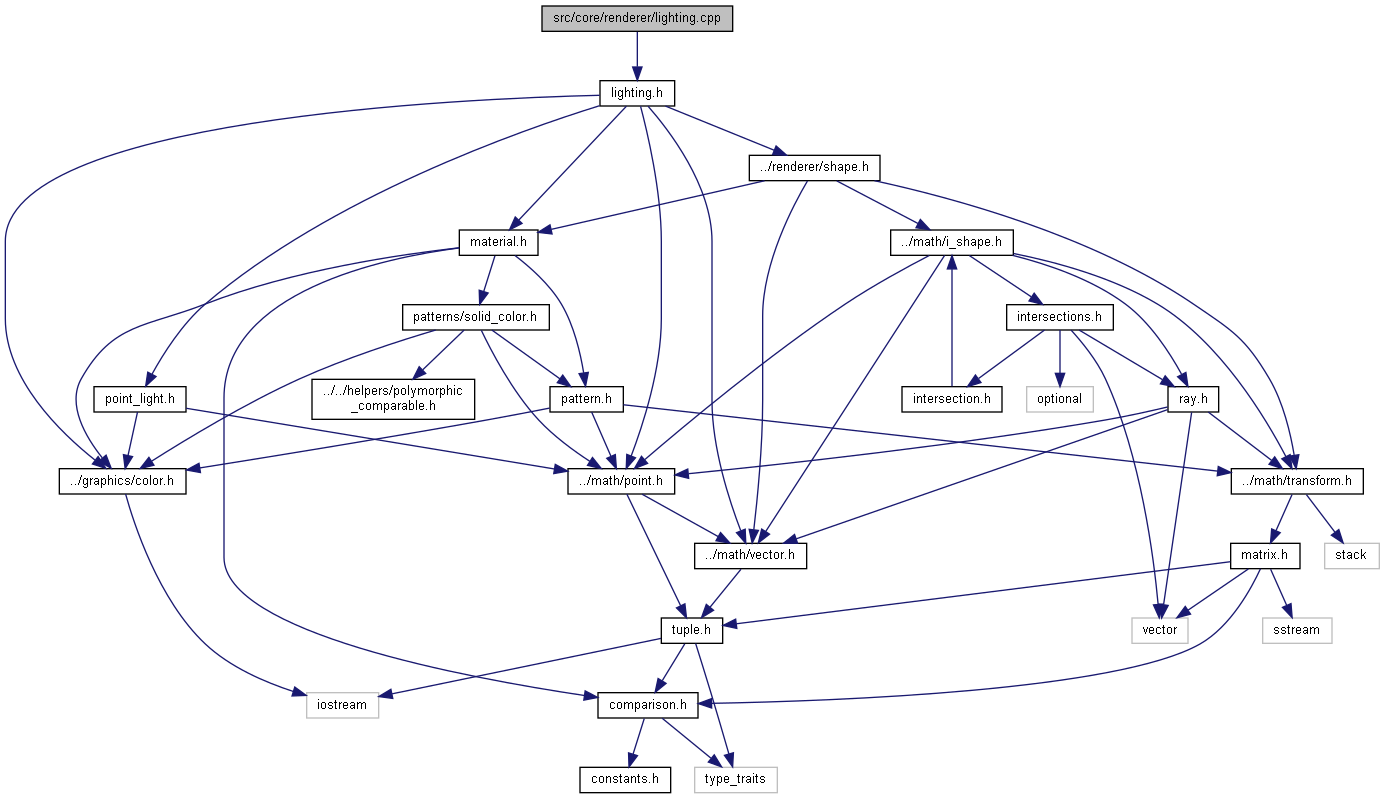 src/core/renderer/lighting.cpp
lighting.h
../renderer/shape.h
material.h
../math/i_shape.h
patterns/solid_color.h
intersections.h
point_light.h
../../helpers/polymorphic
_comparable.h
pattern.h
intersection.h
optional
ray.h
../graphics/color.h
../math/point.h
../math/transform.h
../math/vector.h
matrix.h
stack
tuple.h
vector
sstream
iostream
comparison.h
constants.h
type_traits